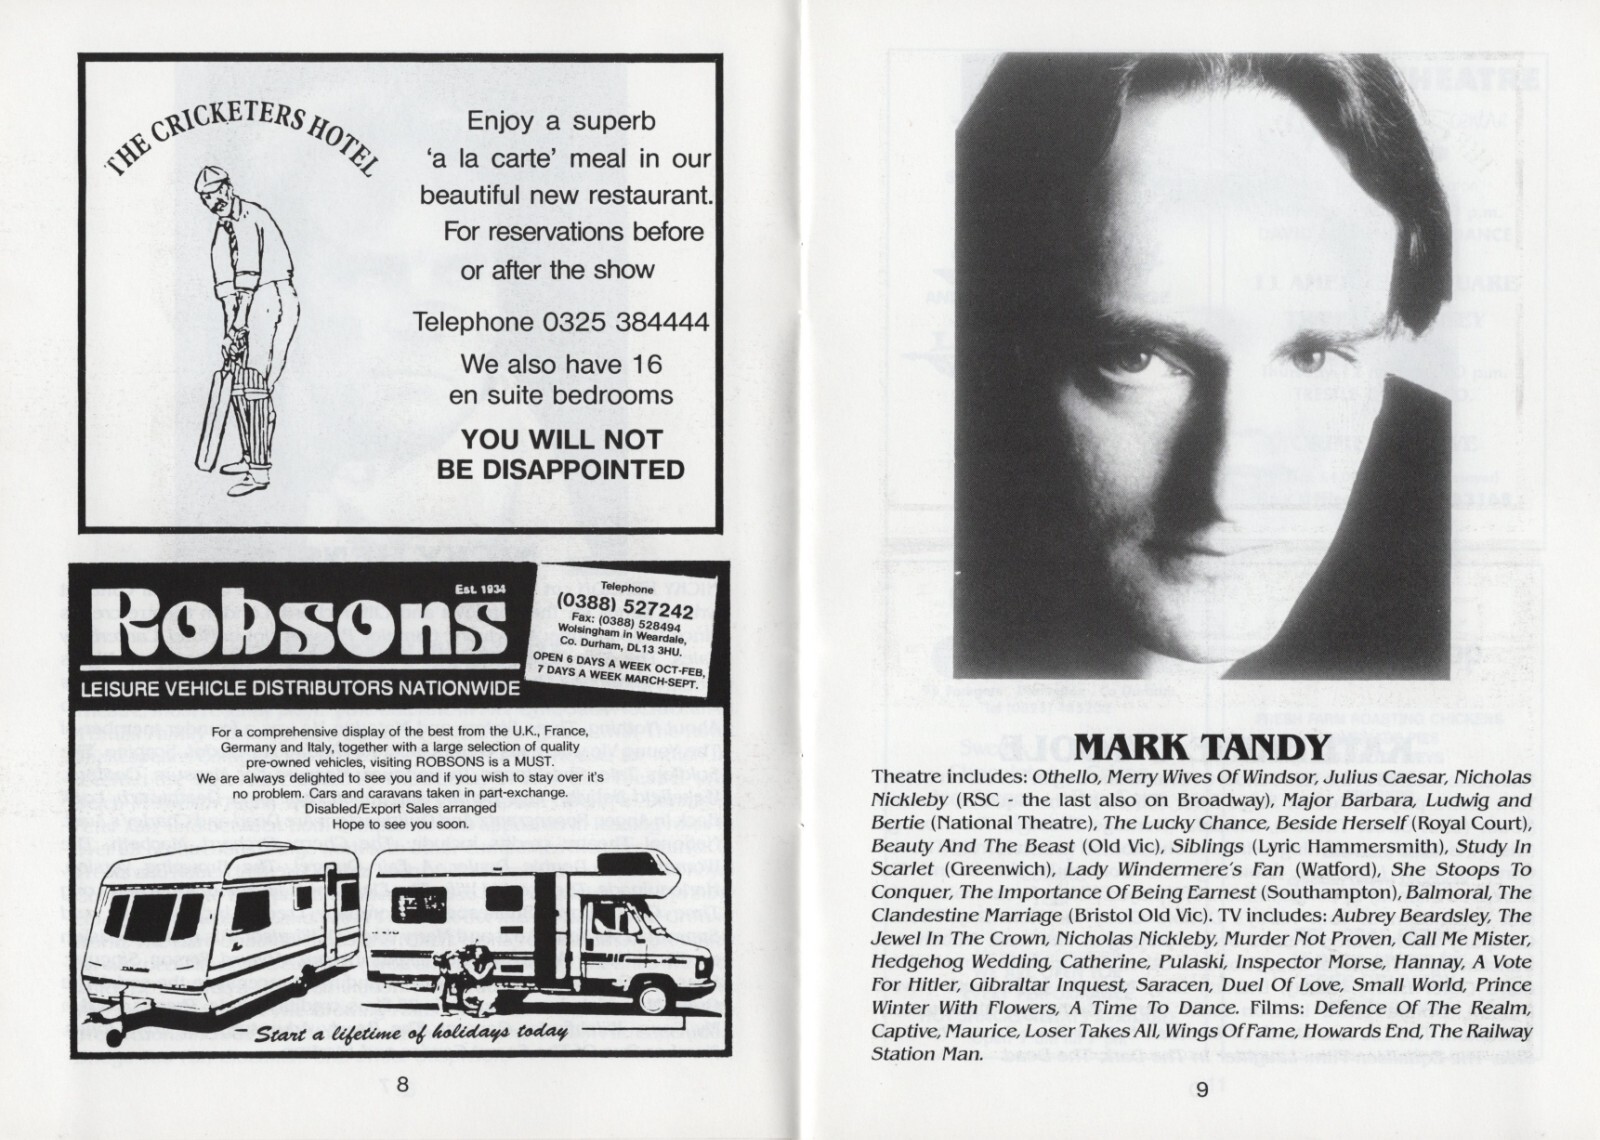 THE CRICKETERS HOTEL
Enjoy a superb
'a la carte' meal in our
beautiful new restaurant.
For reservations before
or after the show
Telephone 0325 384444
We also have 16
en suite bedrooms
YOU WILL NOT
BE DISAPPOINTED
Robsons
Est. 1934
LEISURE VEHICLE DISTRIBUTORS NATIONWIDE
Telephone
(0388) 527242
Fax: (0388) 528494
Wolsingham in Weardale,
Co. Durham, DL13 3HU.
OPEN 6 DAYS A WEEK OCT-FEB,
7 DAYS A WEEK MARCH-SEPT.
For a comprehensive display of the best from the U.K., France,
Germany and Italy, together with a large selection of quality
pre-owned vehicles, visiting ROBSONS is a MUST.
We are always delighted to see you and if you wish to stay over it's
no problem. Cars and caravans taken in part-exchange.
Disabled/Export Sales arranged
Hope to see you soon.
Start a lifetime of holidays today
8
MARK TANDY
Theatre includes: Othello, Merry Wives Of Windsor, Julius Caesar, Nicholas
Nickleby (RSC - the last also on Broadway), Major Barbara, Ludwig and
Bertie (National Theatre), The Lucky Chance, Beside Herself (Royal Court),
Beauty And The Beast (Old Vic), Siblings (Lyric Hammersmith), Study In
Scarlet (Greenwich), Lady Windermere's Fan (Watford), She Stoops To
Conquer, The Importance Of Being Earnest (Southampton), Balmoral, The
Clandestine Marriage (Bristol Old Vic). TV includes: Aubrey Beardsley, The
Jewel In The Crown, Nicholas Nickleby, Murder Not Proven, Call Me Mister,
Hedgehog Wedding, Catherine, Pulaski, Inspector Morse, Hannay, A Vote
For Hitler, Gibraltar Inquest, Saracen, Duel Of Love, Small World, Prince
Winter With Flowers, A Time To Dance. Films: Defence Of The Realm,
Captive, Maurice, Loser Takes All, Wings Of Fame, Howards End, The Railway
Station Man.
9